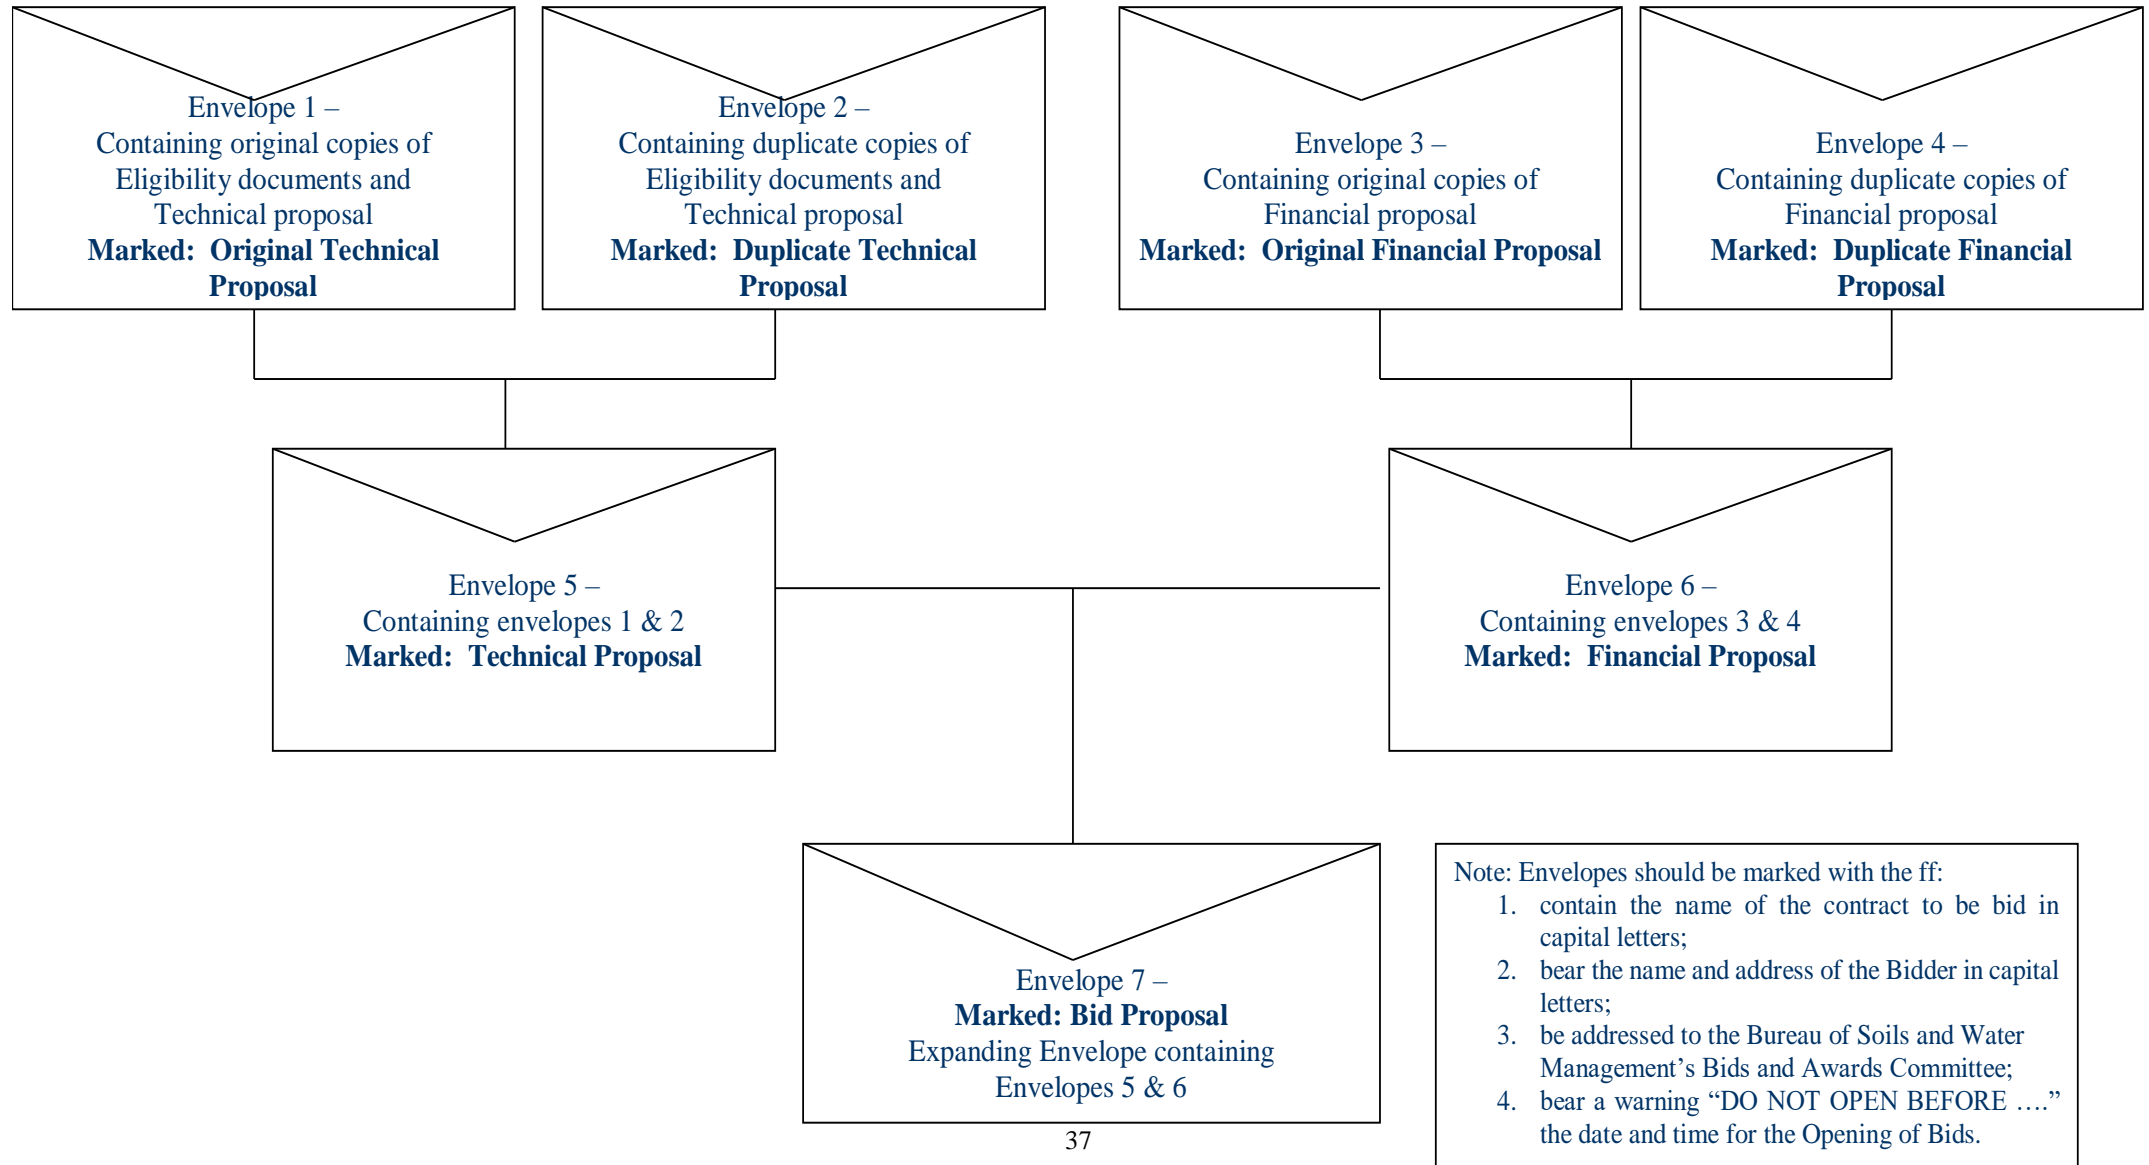 Envelope 1 –
Containing original copies of
Eligibility documents and
Technical proposal
Marked:  Original Technical
Proposal
Envelope 2 –
Containing duplicate copies of
Eligibility documents and
Technical proposal
Marked:  Duplicate Technical
Proposal
Envelope 3 –
Containing original copies of
Financial proposal
Marked:  Original Financial Proposal
Envelope 4 –
Containing duplicate copies of
Financial proposal
Marked:  Duplicate Financial
Proposal
Envelope 5 –
Containing envelopes 1 & 2
Marked:  Technical Proposal
Envelope 6 –
Containing envelopes 3 & 4
Marked:  Financial Proposal
Envelope 7 –
Marked: Bid Proposal
Expanding Envelope containing
Envelopes 5 & 6
Note: Envelopes should be marked with the ff:
1. contain the name of the contract to be bid in
capital letters;
2. bear the name and address of the Bidder in capital
letters;
3. be addressed to the Bureau of Soils and Water
Management’s Bids and Awards Committee;
4. bear a warning “DO NOT OPEN BEFORE ….”
the date and time for the Opening of Bids.
37